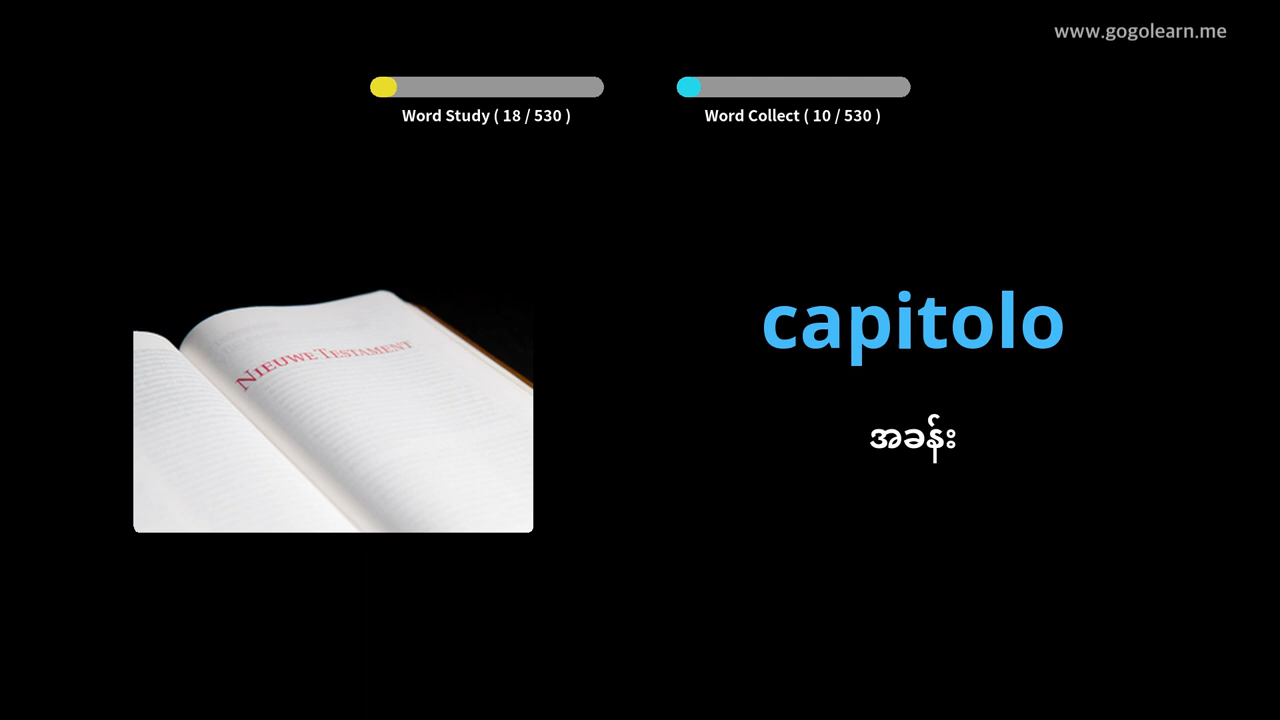 www.gogolearn.me
Word Study ( 18 / 530 )
Word Collect ( 10 / 530 )
NIEUWE TESTAMENT
capitolo
အခန်း